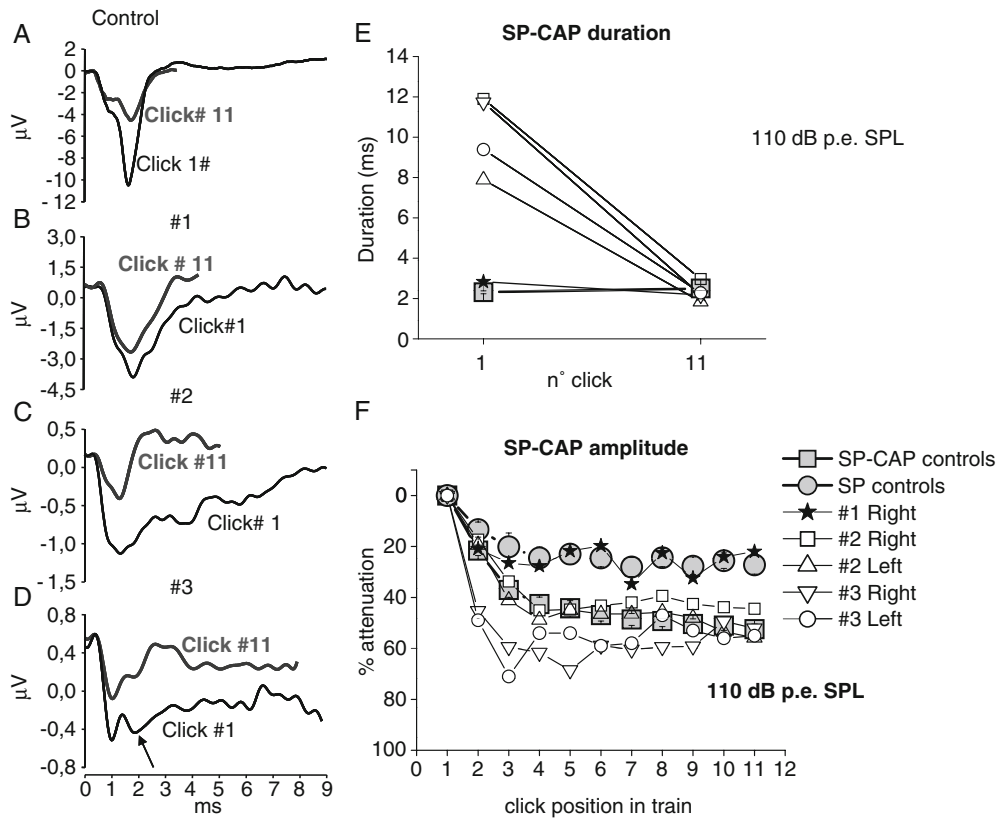 A
Control
2
0
-2
-4
-6
-8
-10
-12
μV
Click# 11
Click 1#
B
#1
3,0
1,5
0,0
-1,5
-3,0
-4,5
μV
Click # 11
Click#1
C
#2
0,5
0,0
-0,5
-1,0
-1,5
μV
Click #11
Click# 1
D
#3
0,8
0,4
0,0
-0,4
-0,8
μV
Click #11
Click #1
0 1 2 3 4 5 6 7 8 9
ms
E
SP-CAP duration
14
12
10
8
6
4
2
0
Duration (ms)
110 dB p.e. SPL
1 11
n° click
F
SP-CAP amplitude
0
20
40
60
80
100
% attenuation
110 dB p.e. SPL
0 1 2 3 4 5 6 7 8 9 10 11 12
click position in train
SP-CAP controls
SP controls
#1 Right
#2 Right
#2 Left
#3 Right
#3 Left